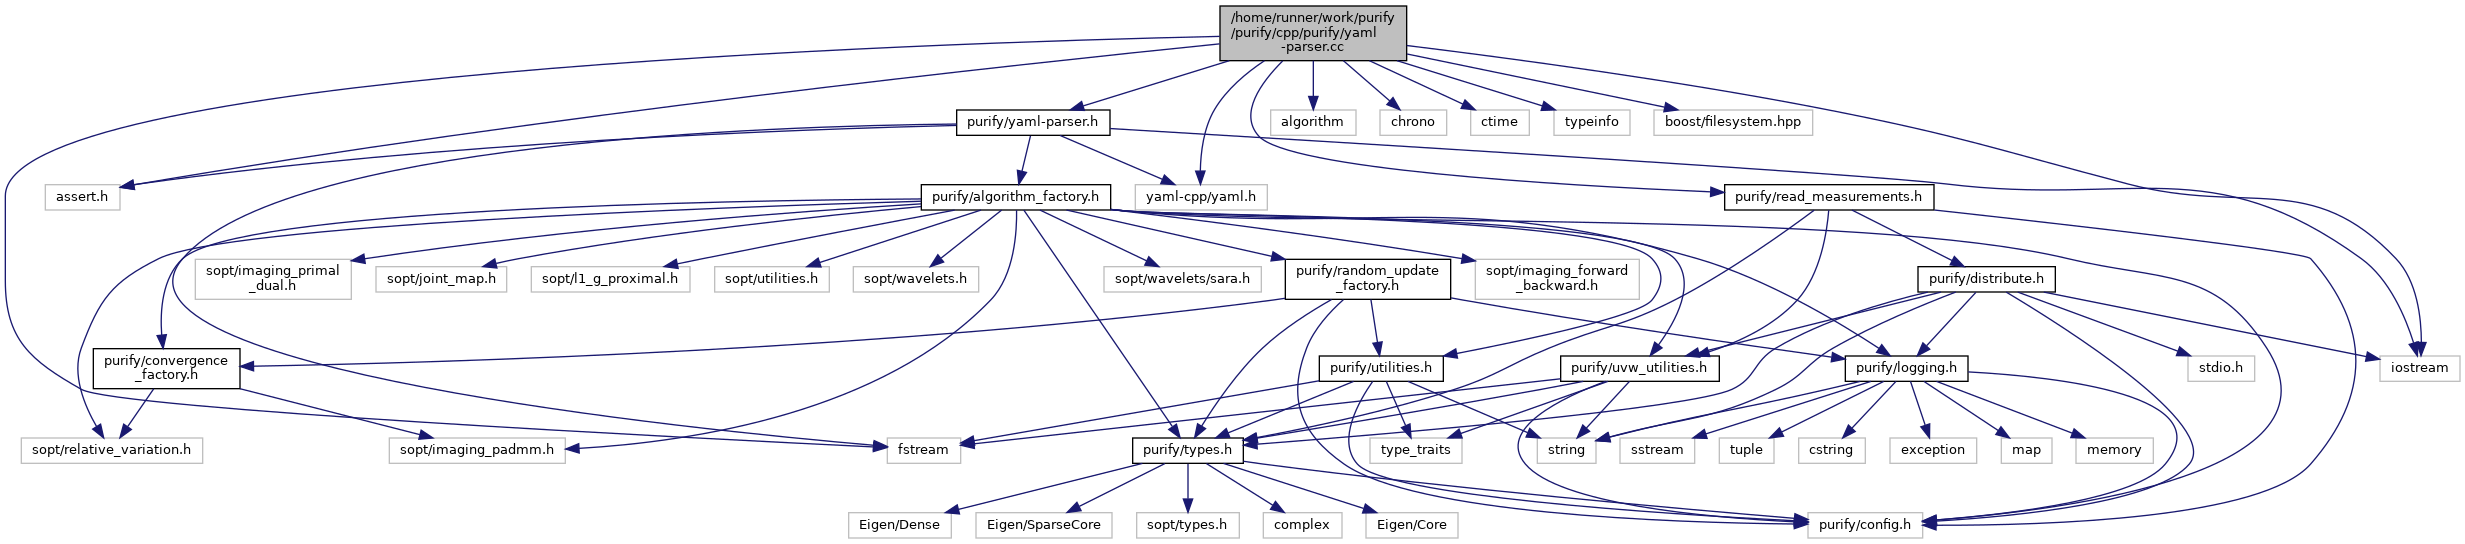 /home/runner/work/purify
/purify/cpp/purify/yaml
-parser.cc
purify/yaml-parser.h
algorithm
chrono
ctime
typeinfo
boost/filesystem.hpp
assert.h
purify/algorithm_factory.h
yaml-cpp/yaml.h
purify/read_measurements.h
sopt/imaging_primal
_dual.h
sopt/joint_map.h
sopt/l1_g_proximal.h
sopt/utilities.h
sopt/wavelets.h
sopt/wavelets/sara.h
purify/random_update
_factory.h
sopt/imaging_forward
_backward.h
purify/distribute.h
purify/convergence
_factory.h
purify/utilities.h
purify/uvw_utilities.h
purify/logging.h
stdio.h
iostream
sopt/relative_variation.h
sopt/imaging_padmm.h
fstream
purify/types.h
type_traits
string
sstream
tuple
cstring
exception
map
memory
Eigen/Dense
Eigen/SparseCore
sopt/types.h
complex
Eigen/Core
purify/config.h